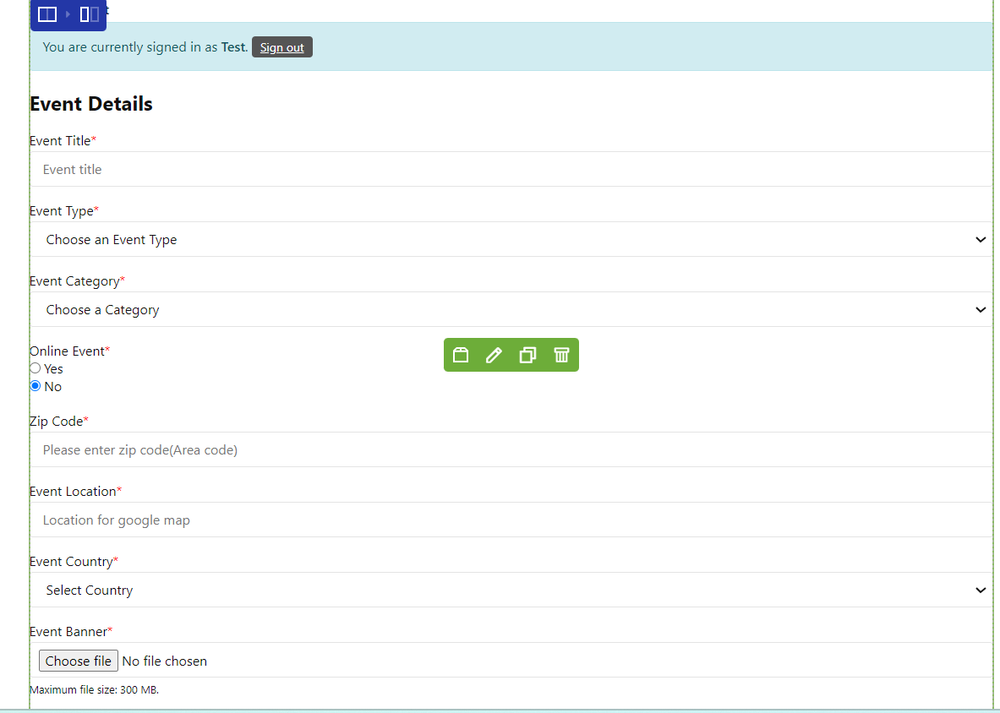 You are currently signed in as Test. Sign out
Event Details
Event Title*
Event title
Event Type*
Choose an Event Type
Event Category*
Choose a Category
Online Event*
Yes
No
Zip Code*
Please enter zip code(Area code)
Event Location*
Location for google map
Event Country*
Select Country
Event Banner*
Choose file No file chosen
Maximum file size: 300 MB.